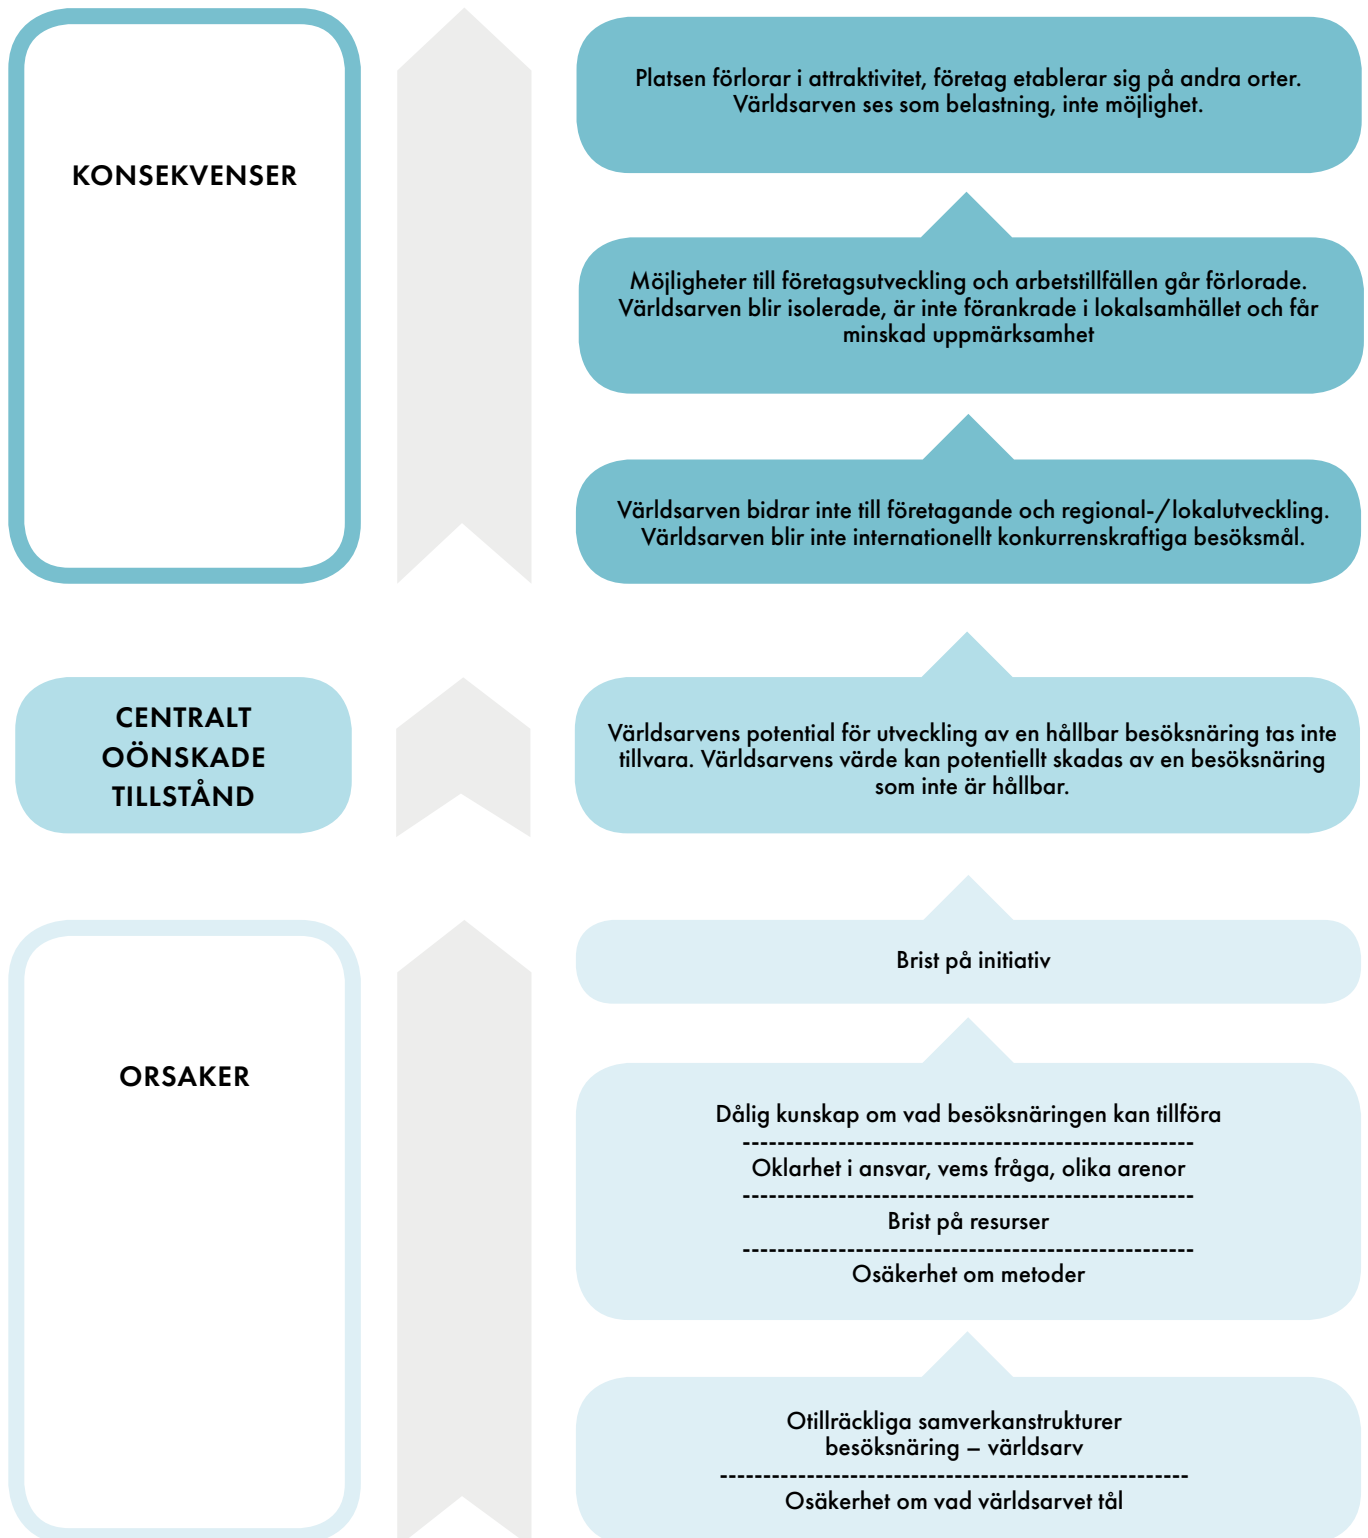 KONSEKVENSER
Platsen förlorar i attraktivitet, företag etablerar sig på andra orter.
Världsarven ses som belastning, inte möjlighet.
Möjligheter till företagsutveckling och arbetstillfällen går förlorade.
Världsarven blir isolerade, är inte förankrade i lokalsamhället och får
minskad uppmärksamhet
Världsarven bidrar inte till företagande och regional-/lokalutveckling.
Världsarven blir inte internationellt konkurrenskraftiga besöksmål.
CENTRALT
OÖNSKADE
TILLSTÅND
Världsarvens potential för utveckling av en hållbar besöksnäring tas inte
tillvara. Världsarvens värde kan potentiellt skadas av en besöksnäring
som inte är hållbar.
ORSAKER
Brist på initiativ
Dålig kunskap om vad besöksnäringen kan tillföra
Oklarhet i ansvar, vems fråga, olika arenor
Brist på resurser
Osäkerhet om metoder
Otillräckliga samverkanstrukturer
besöksnäring – världsarv
Osäkerhet om vad världsarvet tål